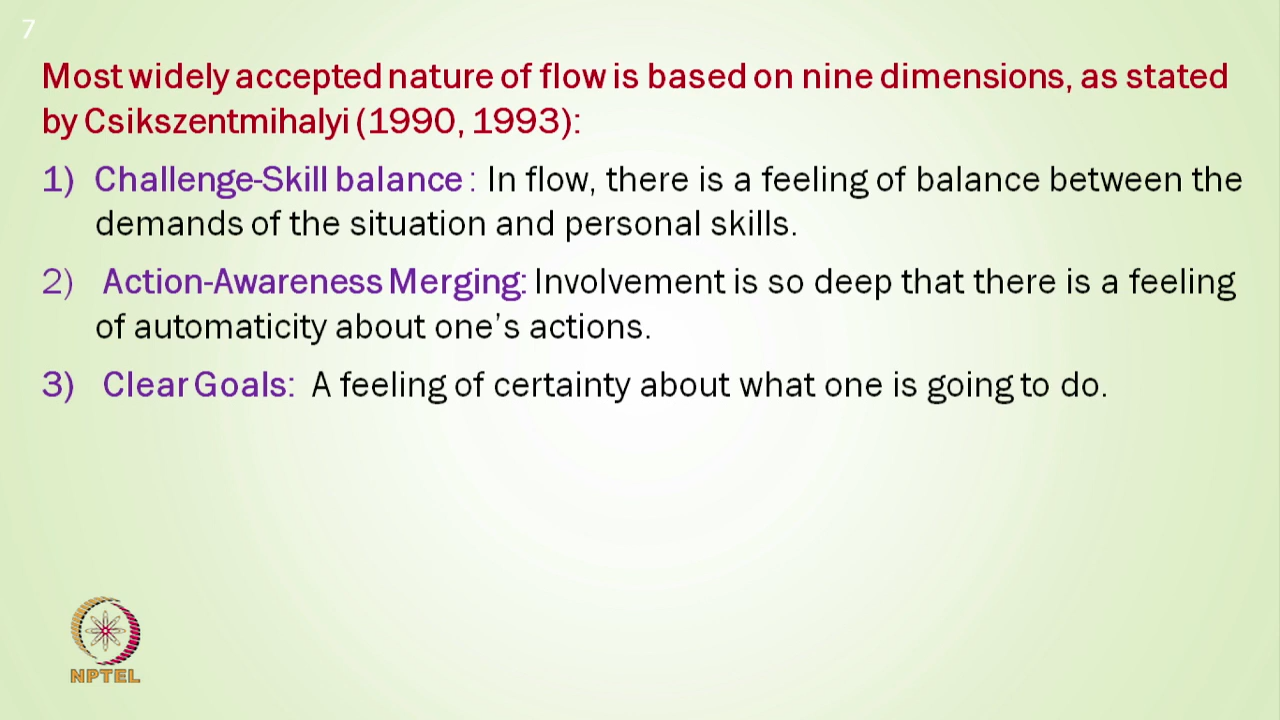 7
Most widely accepted nature of flow is based on nine dimensions, as stated
by Csikszentmihalyi (1990, 1993):
1) Challenge-Skill balance : In flow, there is a feeling of balance between the
demands of the situation and personal skills.
2) Action-Awareness Merging: Involvement is so deep that there is a feeling
of automaticity about one’s actions.
3) Clear Goals: A feeling of certainty about what one is going to do.
NPTEL